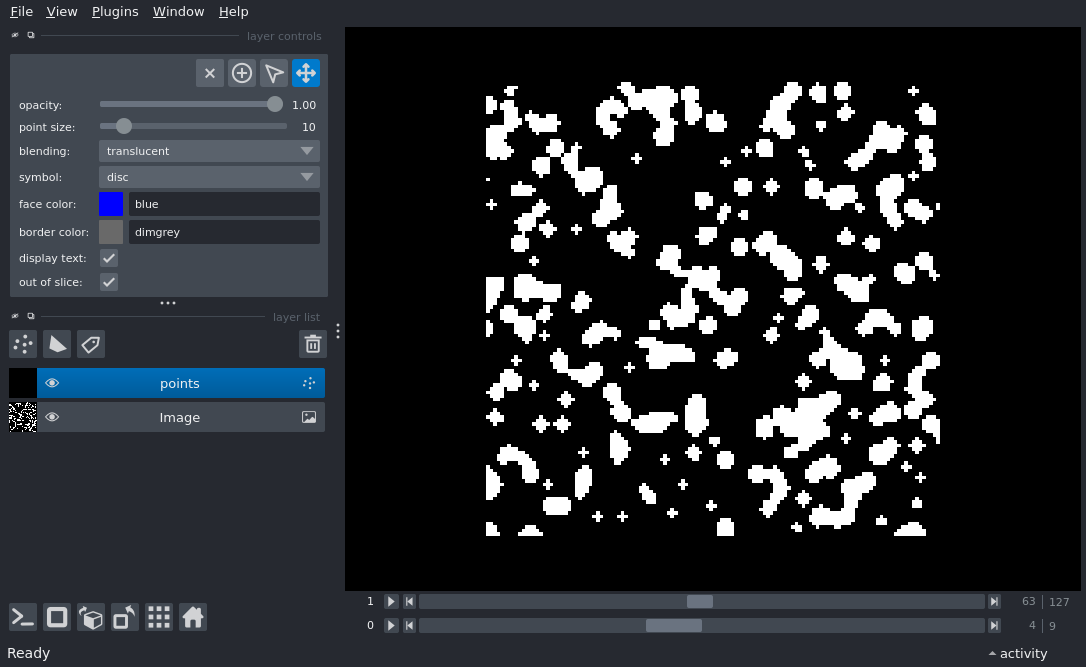 File View Plugins Window Help
layer controls
opacity: 1.00
point size: 10
blending: translucent
symbol: disc
face color: blue
border color: dimgrey
display text:
out of slice:
layer list
points
Image
1 63 127
0 4 9
Ready activity